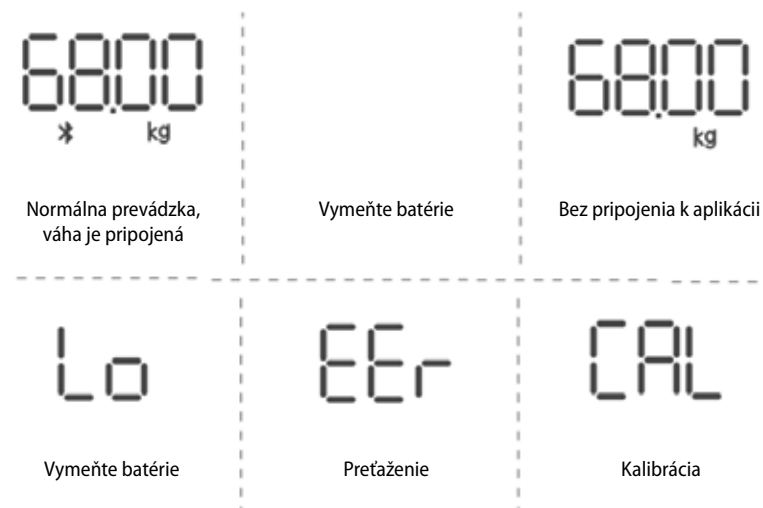 68.00
kg
Normálna prevádzka,
váha je pripojená
Vymeňte batérie
68.00
kg
Bez pripojenia k aplikácii
Lo
Vymeňte batérie
EEr
Preťaženie
CAL
Kalibrácia